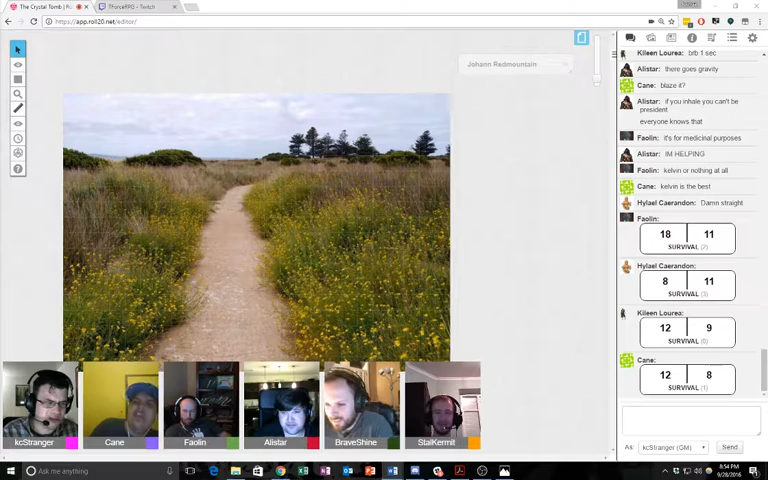 The Crystal Tomb | Ro
TForceRPG - Twitch
https://app.roll20.net/editor/
Johann Redmountain
Kileen Lourea: brb 1 sec
Alistar: there goes gravity
Cane: blaze it?
Alistar: if you inhale you can't be
president
everyone knows that
Faolin: it's for medicinal purposes
Alistar: IM HELPING
Faolin: kelvin or nothing at all
Cane: kelvin is the best
Hylael Caerandon: Damn straight
Faolin:
18 11
SURVIVAL (2)
Hylael Caerandon:
8 11
SURVIVAL (3)
Kileen Lourea:
12 9
SURVIVAL (0)
Cane:
12 8
SURVIVAL (1)
kcStranger
Cane
Faolin
Alistar
BraveShine
StalKermit
As: kcStranger (GM)
Send
Ask me anything
8:54 PM
9/28/2016